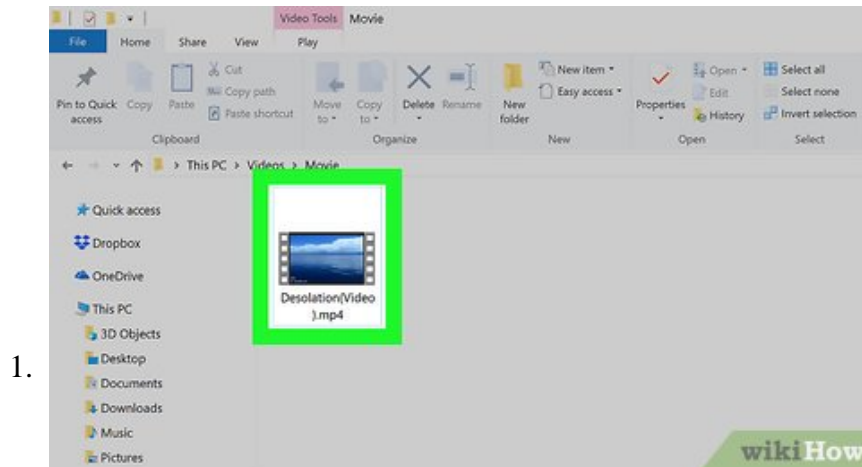 Video Tools Movie
File Home Share View Play
Pin to Quick
access
Copy
Paste
Cut
Copy path
Paste shortcut
Clipboard
Move
to
Copy
to
Delete
Rename
Organize
New
folder
New item
Easy access
New
Properties
Open
Edit
History
Open
Select all
Select none
Invert selection
Select
This PC > Videos > Movie
Quick access
Dropbox
OneDrive
This PC
3D Objects
Desktop
Documents
Downloads
Music
Pictures
Desolation(Video
).mp4
1.
wikiHow